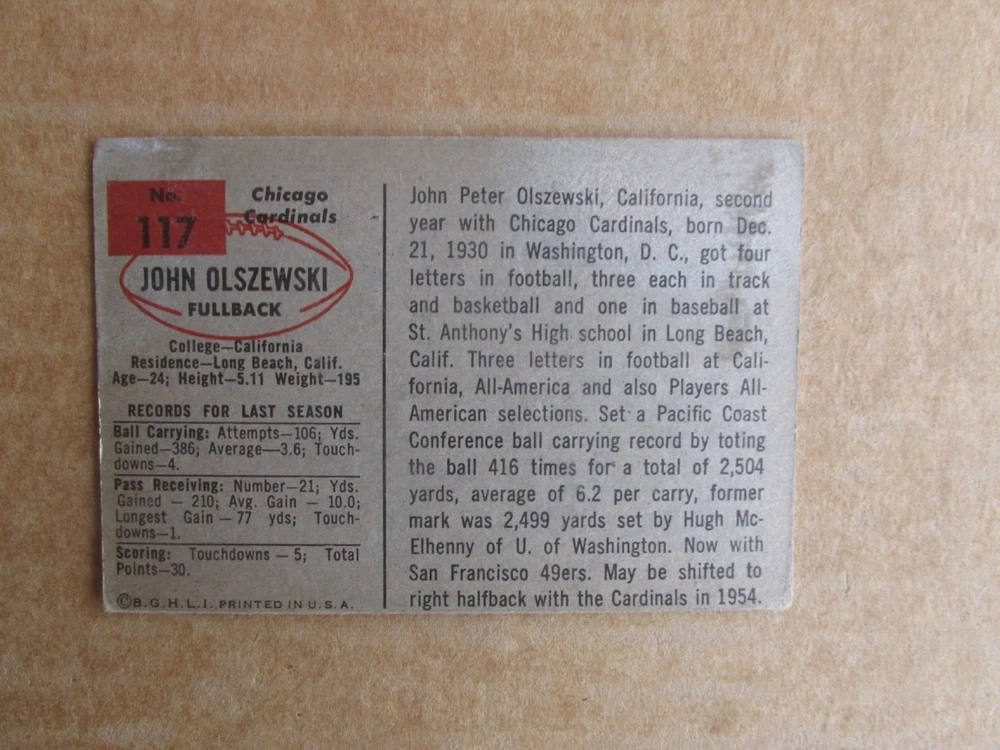 No.
117
Chicago
Cardinals
JOHN OLSZEWSKI
FULLBACK
College—California
Residence—Long Beach, Calif.
Age—24; Height—5.11 Weight—195
RECORDS FOR LAST SEASON
Ball Carrying: Attempts—106; Yds.
Gained—386; Average—3.6; Touch-
downs—4.
Pass Receiving: Number—21; Yds.
Gained — 210; Avg. Gain — 10.0;
Longest Gain — 77 yds; Touch-
downs—1.
Scoring: Touchdowns — 5; Total
Points—30.
©B.G.H.L.I. PRINTED IN U.S.A.
John Peter Olszewski, California, second
year with Chicago Cardinals, born Dec.
21, 1930 in Washington, D. C., got four
letters in football, three each in track
and basketball and one in baseball at
St. Anthony's High school in Long Beach,
Calif. Three letters in football at Cali-
fornia, All-America and also Players All-
American selections. Set a Pacific Coast
Conference ball carrying record by toting
the ball 416 times for a total of 2,504
yards, average of 6.2 per carry, former
mark was 2,499 yards set by Hugh Mc-
Elhenny of U. of Washington. Now with
San Francisco 49ers. May be shifted to
right halfback with the Cardinals in 1954.